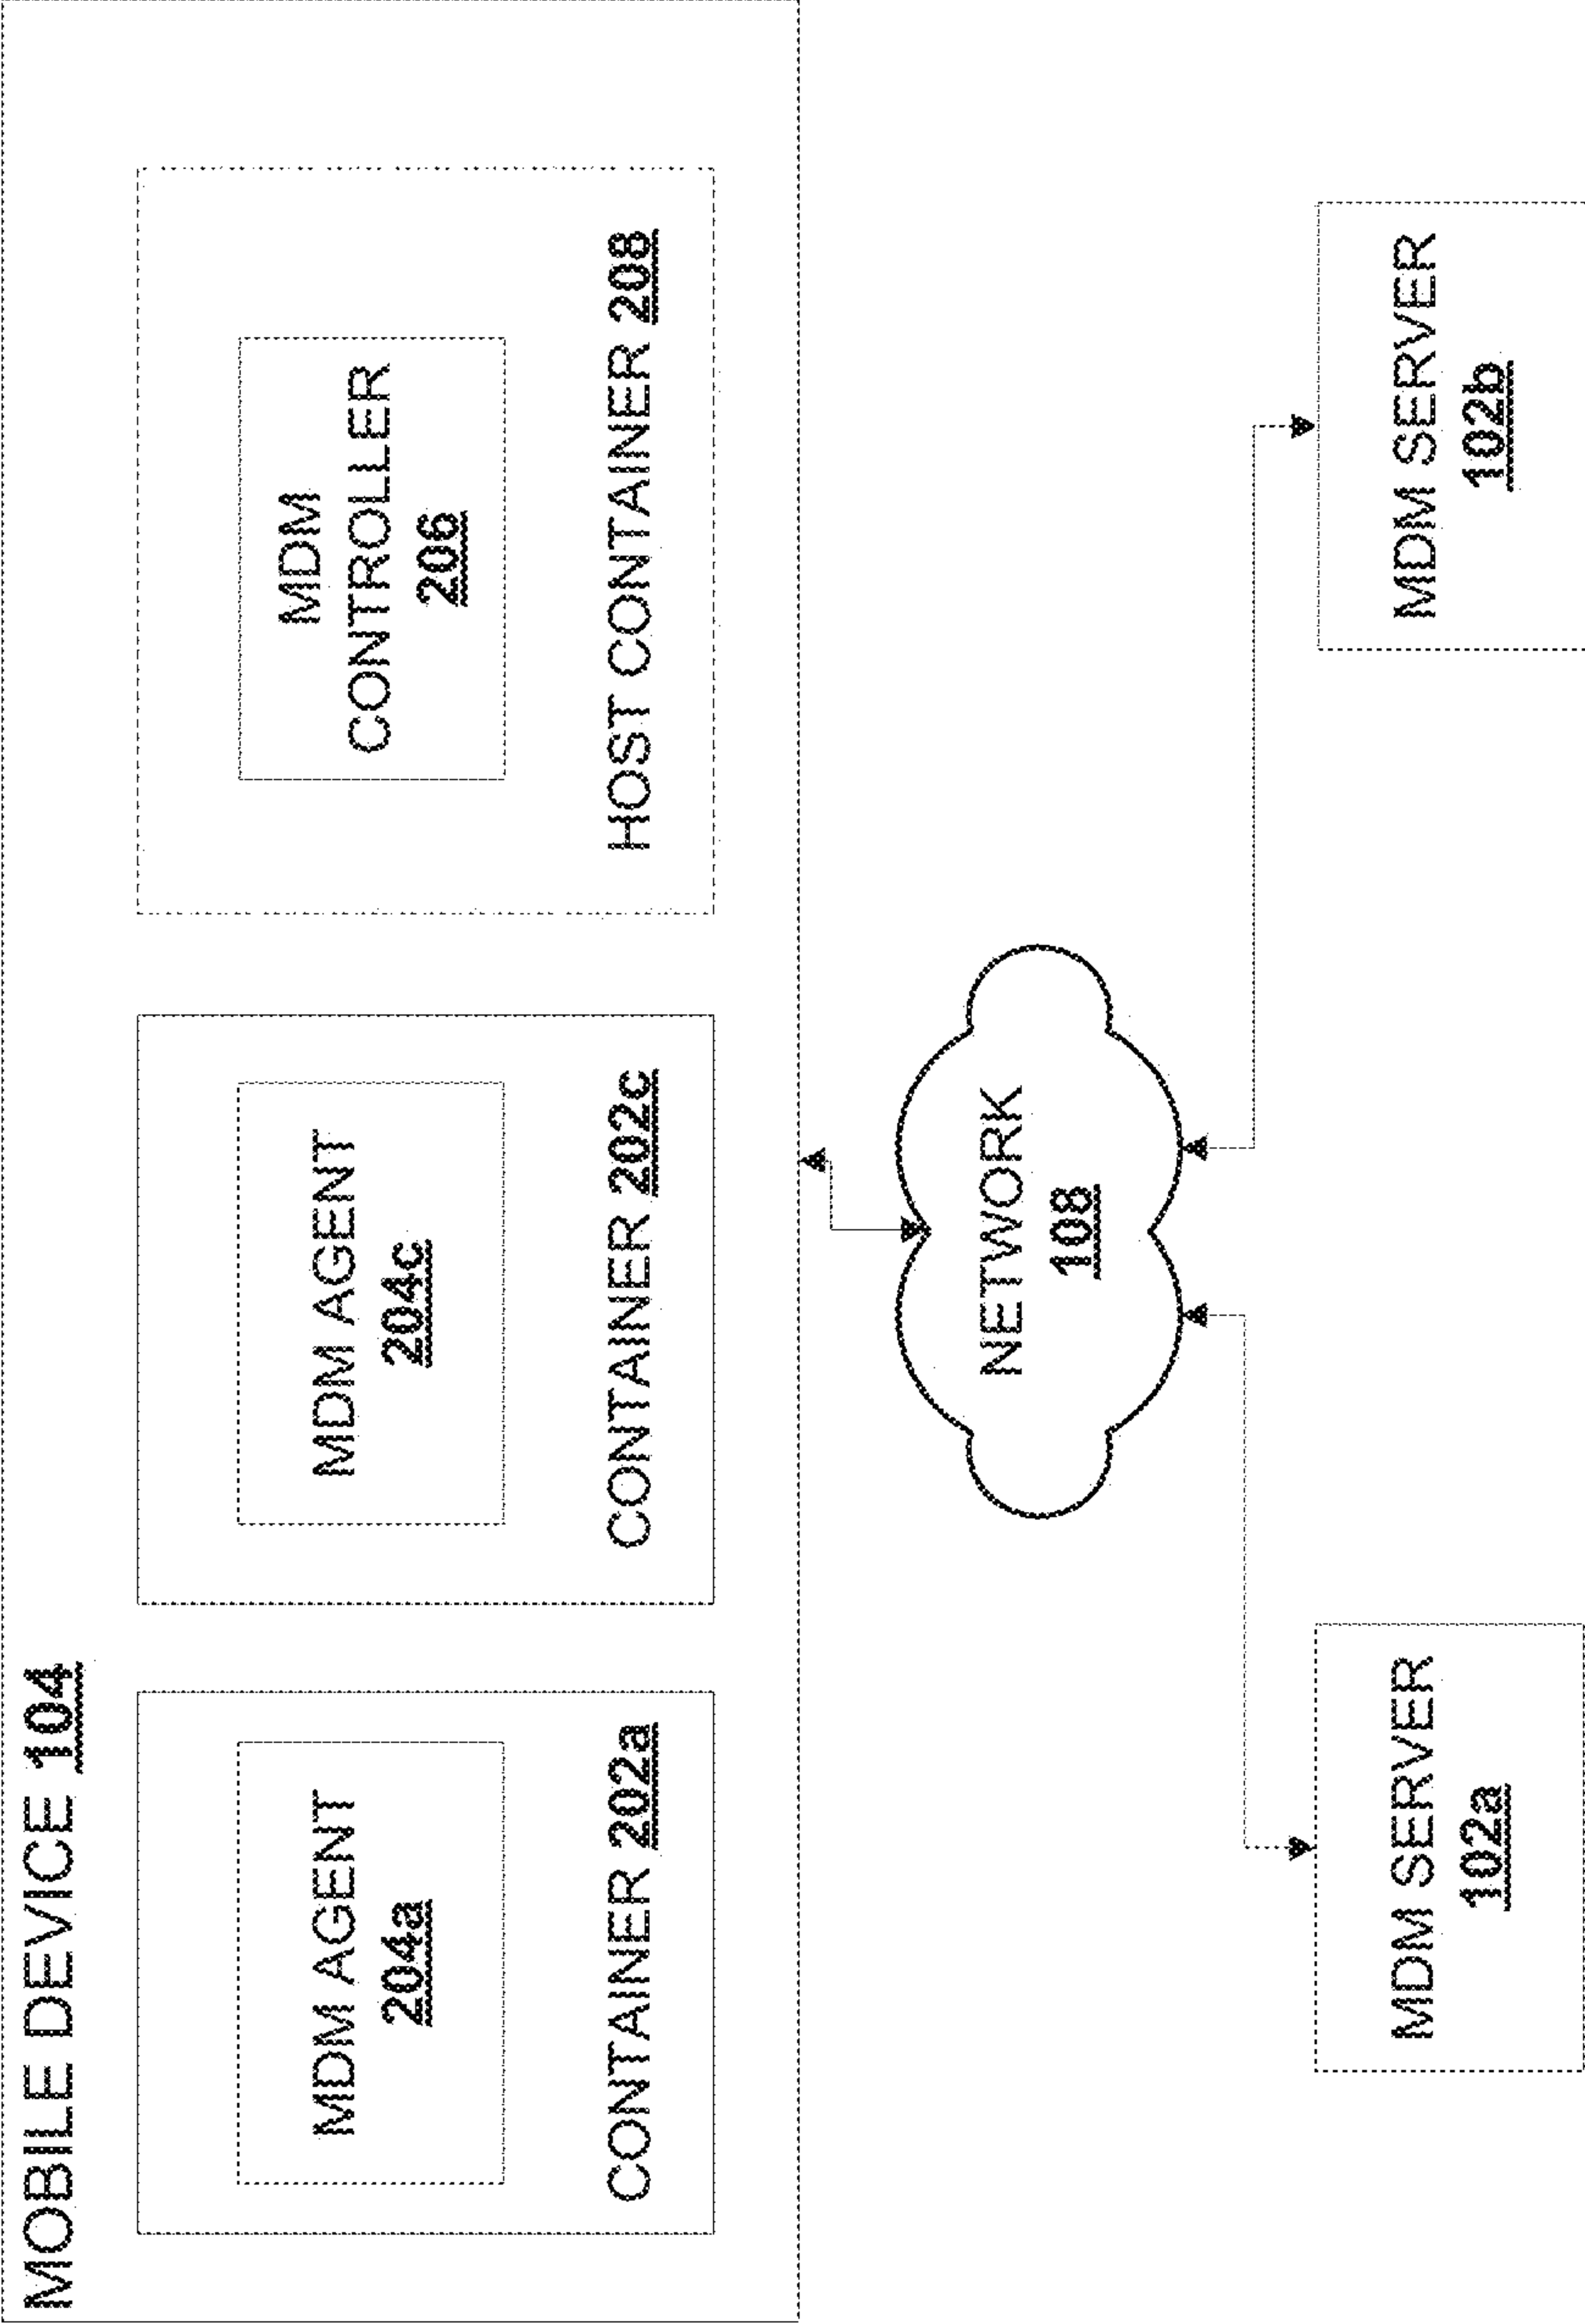 MOBILE DEVICE 104
MDM AGENT
204a
CONTAINER 202a
MDM AGENT
204c
CONTAINER 202c
MDM
CONTROLLER
206
HOST CONTAINER 208
NETWORK
108
MDM SERVER
102a
MDM SERVER
102b